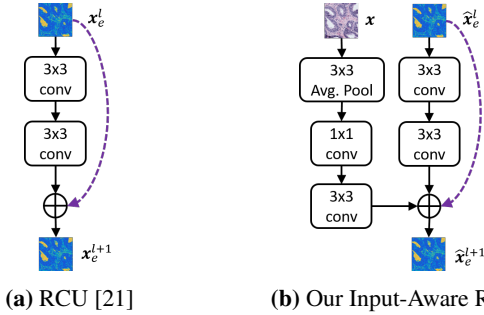 x_e^l
3x3
conv
3x3
conv
x_e^{l+1}
(a) RCU [21]
x
x̂_e^l
3x3
Avg. Pool
3x3
conv
1x1
conv
3x3
conv
3x3
conv
x̂_e^{l+1}
(b) Our Input-Aware R